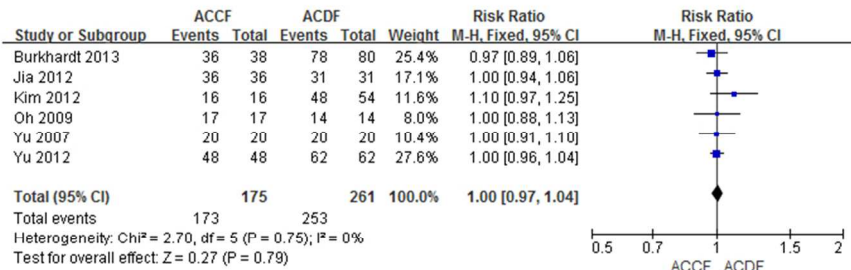 ACCF ACDF Risk Ratio Risk Ratio
Study or Subgroup Events Total Events Total Weight M-H, Fixed, 95% CI M-H, Fixed, 95% CI
Burkhardt 2013 36 38 78 80 25.4% 0.97 [0.89, 1.06]
Jia 2012 36 36 31 31 17.1% 1.00 [0.94, 1.06]
Kim 2012 16 16 48 54 11.6% 1.10 [0.97, 1.25]
Oh 2009 17 17 14 14 8.0% 1.00 [0.88, 1.13]
Yu 2007 20 20 20 20 10.4% 1.00 [0.91, 1.10]
Yu 2012 48 48 62 62 27.6% 1.00 [0.96, 1.04]
Total (95% CI) 175 261 100.0% 1.00 [0.97, 1.04]
Total events 173 253
Heterogeneity: Chi² = 2.70, df = 5 (P = 0.75); I² = 0%
Test for overall effect: Z = 0.27 (P = 0.79)
0.5 0.7 1 1.5 2
ACCF ACDF